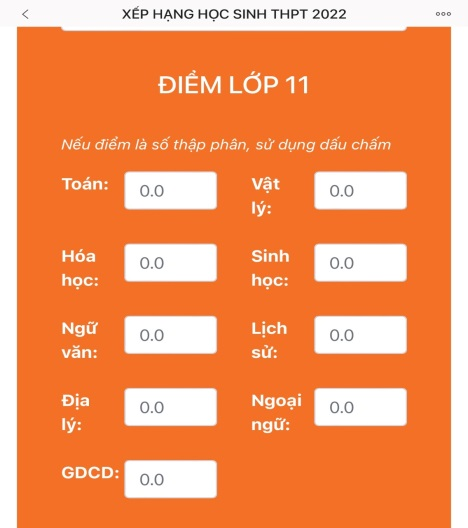 XẾP HẠNG HỌC SINH THPT 2022
ĐIỂM LỚP 11
Nếu điểm là số thập phân, sử dụng dấu chấm
Toán: 0.0 Vật lý: 0.0
Hóa học: 0.0 Sinh học: 0.0
Ngữ văn: 0.0 Lịch sử: 0.0
Địa lý: 0.0 Ngoại ngữ: 0.0
GDCD: 0.0